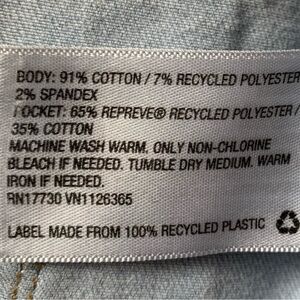 BODY: 91% COTTON / 7% RECYCLED POLYESTER
2% SPANDEX
POCKET: 65% REPREVE® RECYCLED POLYESTER /
35% COTTON
MACHINE WASH WARM. ONLY NON-CHLORINE
BLEACH IF NEEDED. TUMBLE DRY MEDIUM. WARM
IRON IF NEEDED.
RN17730 VN1126365
LABEL MADE FROM 100% RECYCLED PLASTIC